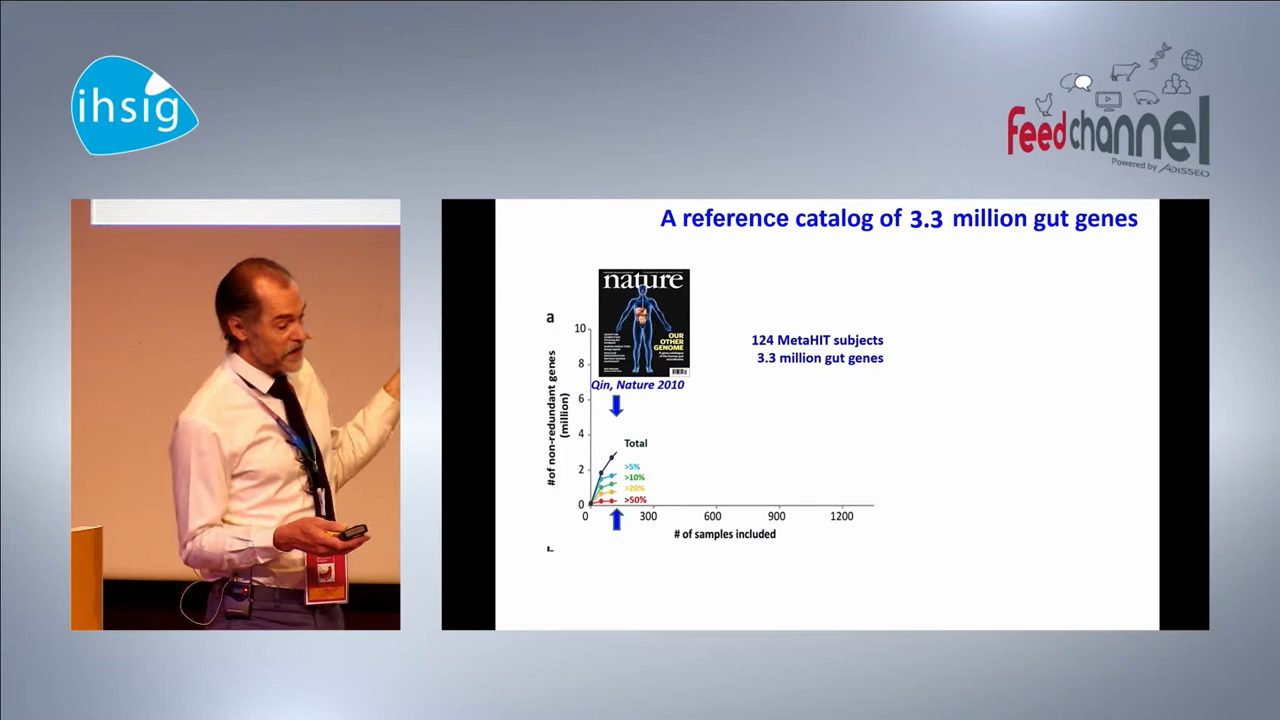 ihsig
feedchannel
Powered by ADISSEO
A reference catalog of 3.3 million gut genes
nature
OUR
OTHER
GENOME
Qin, Nature 2010
124 MetaHIT subjects
3.3 million gut genes
a
#of non-redundant genes
(million)
10
8
6
4
2
0
Total
>5%
>10%
>20%
>50%
0 300 600 900 1200
# of samples included